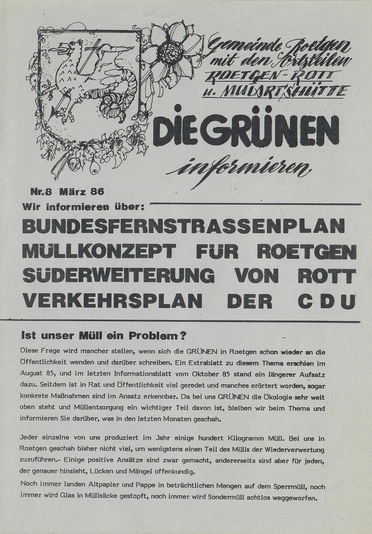 Gemeinde Roetgen
mit den Ortsteilen
ROETGEN-ROTT
u. MULARTSHÜTTE
DIE GRÜNEN
informieren
Nr.8 März 86
Wir informieren über:
BUNDESFERNSTRASSENPLAN
MÜLLKONZEPT FÜR ROETGEN
SÜDERWEITERUNG VON ROTT
VERKEHRSPLAN DER CDU
Ist unser Müll ein Problem?
Diese Frage wird mancher stellen, wenn sich die GRÜNEN in Roetgen schon wieder an die
Öffentlichkeit wenden und darüber schreiben. Ein Extrablatt zu diesem Thema erschien im
August 85, und im letzten Informationsblatt vom Oktober 85 stand ein längerer Aufsatz
dazu. Seitdem ist in Rat und Öffentlichkeit viel geredet und manches erörtert worden, sogar
konkrete Maßnahmen sind im Ansatz erkennbar. Da bei uns GRÜNEN die Ökologie sehr weit
oben steht und Müllentsorgung ein wichtiger Teil davon ist, bleiben wir beim Thema und
informieren Sie darüber, was in den letzten Monaten geschah.
Jeder einzelne von uns produziert im Jahr einige hundert Kilogramm Müll. Bei uns in
Roetgen geschah bisher nicht viel, um wenigstens einen Teil des Mülls der Wiederverwertung
zuzuführen.- Einige positive Ansätze sind zwar gemacht, andererseits sind aber für jeden,
der genauer hinsieht, Lücken und Mängel offenkundig.
Noch immer landen Altpapier und Pappe in beträchtlichen Mengen auf dem Sperrmüll, noch
immer wird Glas in Müllsäcke gestopft, noch immer wird Sondermüll achtlos weggeworfen.